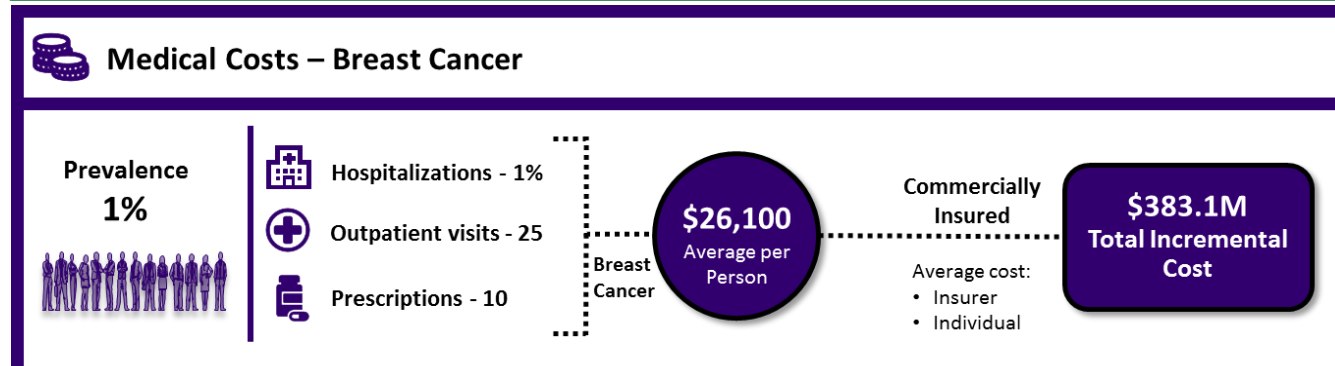 Medical Costs – Breast Cancer
Prevalence
1%
Hospitalizations - 1%
Outpatient visits - 25
Prescriptions - 10
Breast
Cancer
$26,100
Average per
Person
Commercially
Insured
Average cost:
• Insurer
• Individual
$383.1M
Total Incremental
Cost